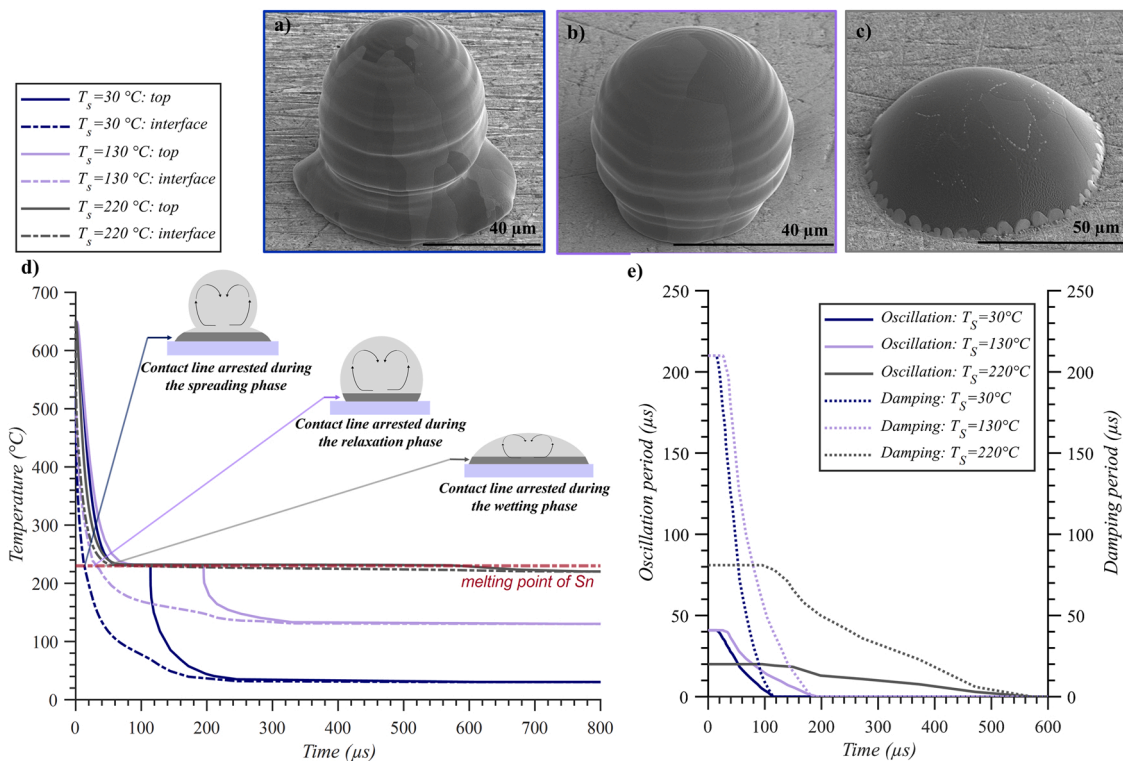 a)
40 µm
b)
40 µm
c)
50 µm
T_s=30 °C: top
T_s=30 °C: interface
T_s=130 °C: top
T_s=130 °C: interface
T_s=220 °C: top
T_s=220 °C: interface
d)
Temperature (°C)
700
600
500
400
300
200
100
0
0
100
200
300
400
500
600
700
800
Time (µs)
Contact line arrested during
the spreading phase
Contact line arrested during
the relaxation phase
Contact line arrested during
the wetting phase
melting point of Sn
e)
Oscillation period (µs)
250
200
150
100
50
0
Oscillation: T_S=30°C
Oscillation: T_S=130°C
Oscillation: T_S=220°C
Damping: T_S=30°C
Damping: T_S=130°C
Damping: T_S=220°C
250
200
150
100
50
0
Damping period (µs)
0
100
200
300
400
500
600
Time (µs)